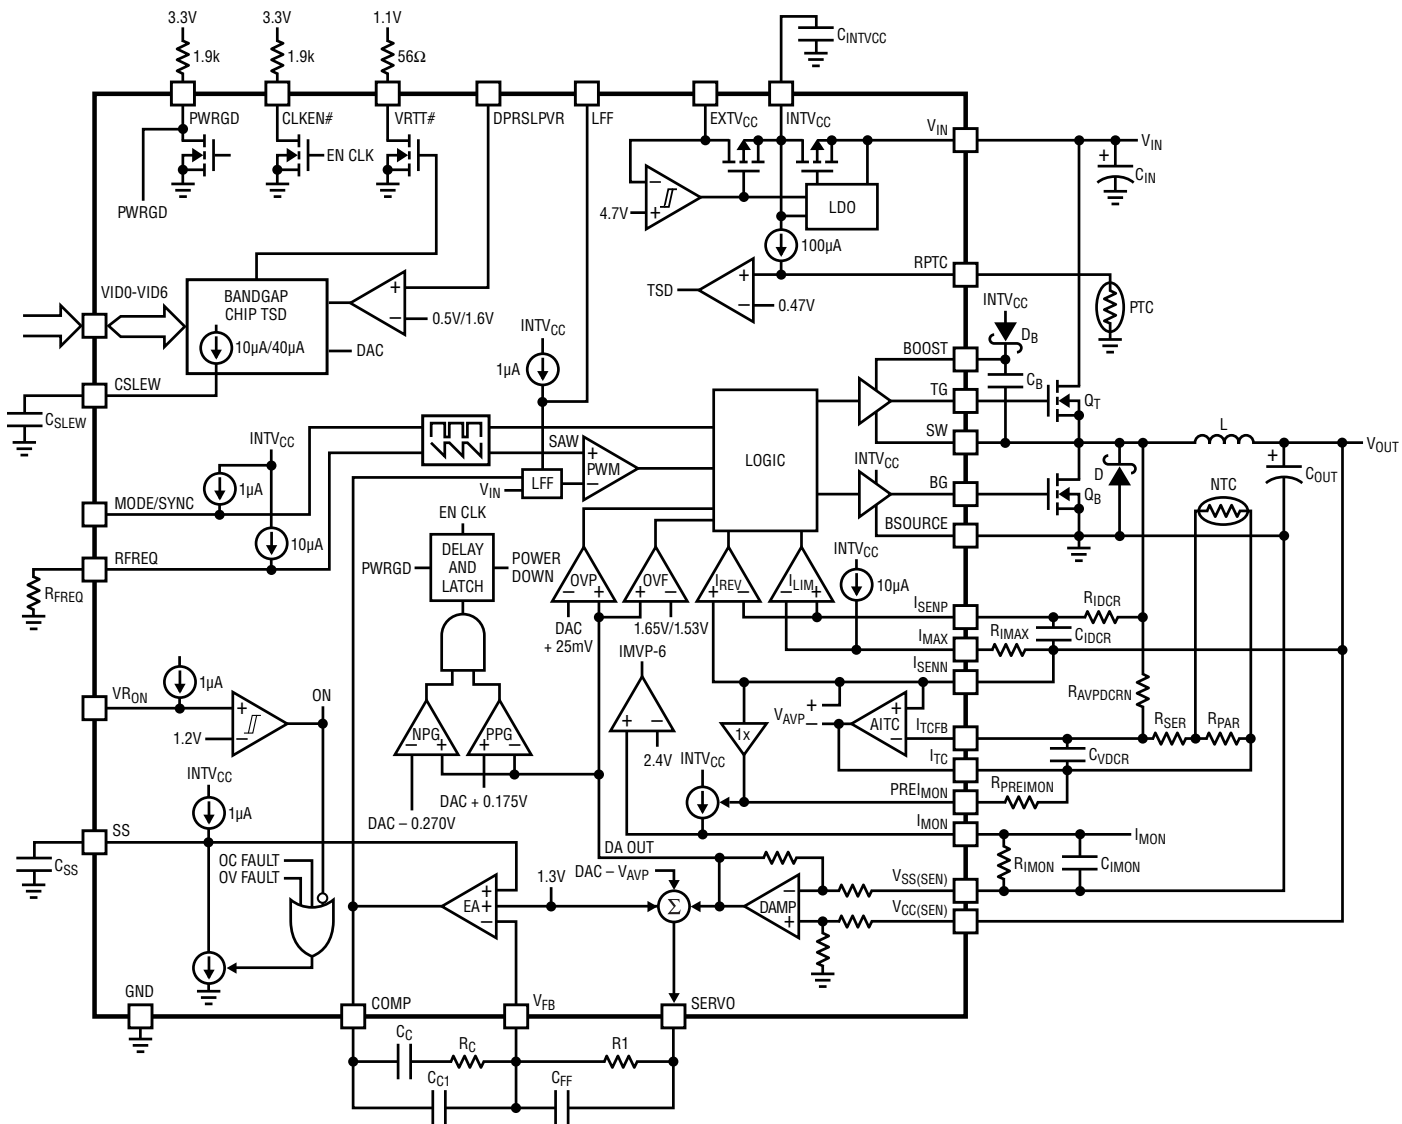 3.3V
3.3V
1.1V
1.9k
1.9k
56Ω
CINTVCC
PWRGD
CLKEN#
VRTT#
DPRSLPVR
LFF
EXTVCC
INTVCC
VIN
VIN
CIN
EN CLK
PWRGD
4.7V
LDO
100µA
RPTC
TSD
0.47V
PTC
VID0-VID6
BANDGAP
CHIP TSD
10µA/40µA
0.5V/1.6V
DAC
INTVCC
1µA
INTVCC
DB
BOOST
CB
TG
QT
SW
L
VOUT
CSLEW
CSLEW
INTVCC
1µA
MODE/SYNC
10µA
SAW
PWM
VIN
LFF
LOGIC
INTVCC
BG
QB
D
COUT
NTC
BSOURCE
RFREQ
RFREQ
EN CLK
PWRGD
DELAY
AND
LATCH
POWER
DOWN
OVP
OVF
IREV
ILIM
INTVCC
10µA
DAC
+ 25mV
1.65V/1.53V
ISENP
RIDCR
IMAX
RIMAX
CIDCR
ISENN
IMVP-6
2.4V
RAVPDCRN
VAVP
AITC
ITCFB
RSER
RPAR
ITC
CVDCR
1x
INTVCC
PREIMON
RPREIMON
IMON
IMON
RIMON
CIMON
1µA
VRON
1.2V
ON
NPG
PPG
DAC + 0.175V
DAC – 0.270V
INTVCC
1µA
SS
CSS
OC FAULT
OV FAULT
DA OUT
1.3V
DAC – VAVP
EA
Σ
DAMP
VSS(SEN)
VCC(SEN)
GND
COMP
VFB
SERVO
CC
RC
R1
CC1
CFF